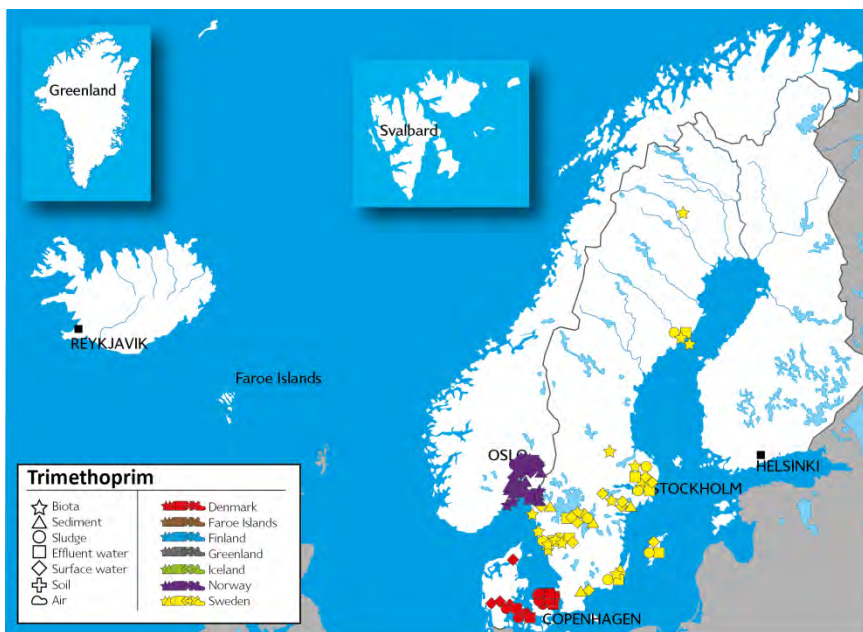 Greenland
Svalbard
REYKJAVIK
Faroe Islands
OSLO
HELSINKI
STOCKHOLM
COPENHAGEN
Trimethoprim
Biota
Sediment
Sludge
Effluent water
Surface water
Soil
Air
Denmark
Faroe Islands
Finland
Greenland
Iceland
Norway
Sweden